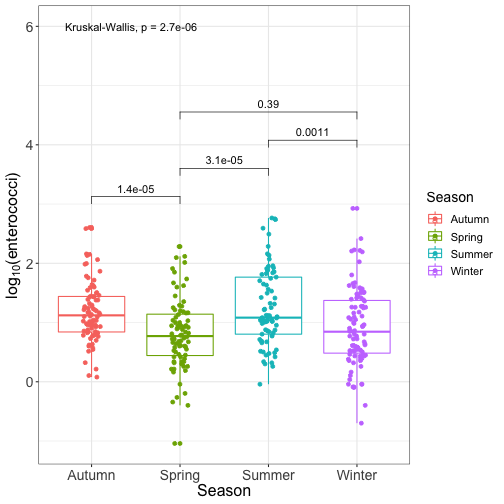 Kruskal-Wallis, p = 2.7e-06
6
4
2
0
log10(enterococci)
0.39
0.0011
3.1e-05
1.4e-05
Autumn Spring Summer Winter
Season
Season
Autumn
Spring
Summer
Winter